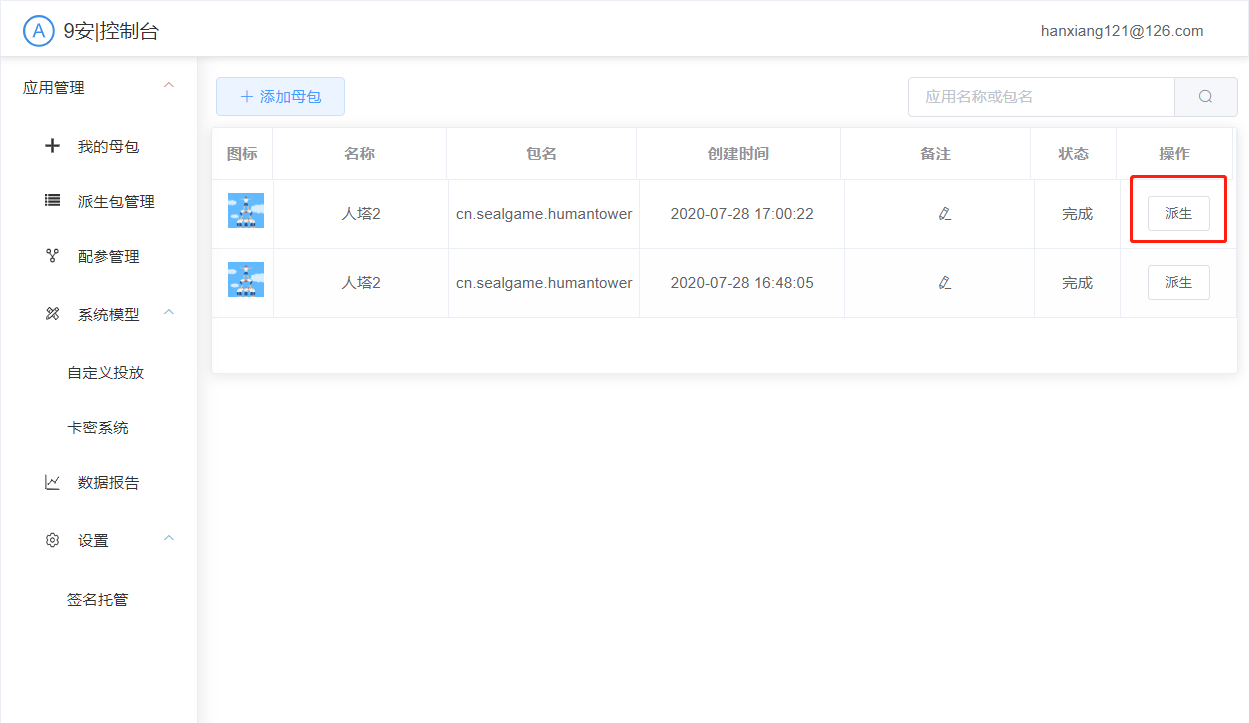 A 9安|控制台
hanxiang121@126.com
应用管理
我的母包
派生包管理
配参管理
系统模型
自定义投放
卡密系统
数据报告
设置
签名托管
添加母包
应用名称或包名
图标 名称 包名 创建时间 备注 状态 操作
人塔2 cn.sealgame.humantower 2020-07-28 17:00:22 完成 派生
人塔2 cn.sealgame.humantower 2020-07-28 16:48:05 完成 派生